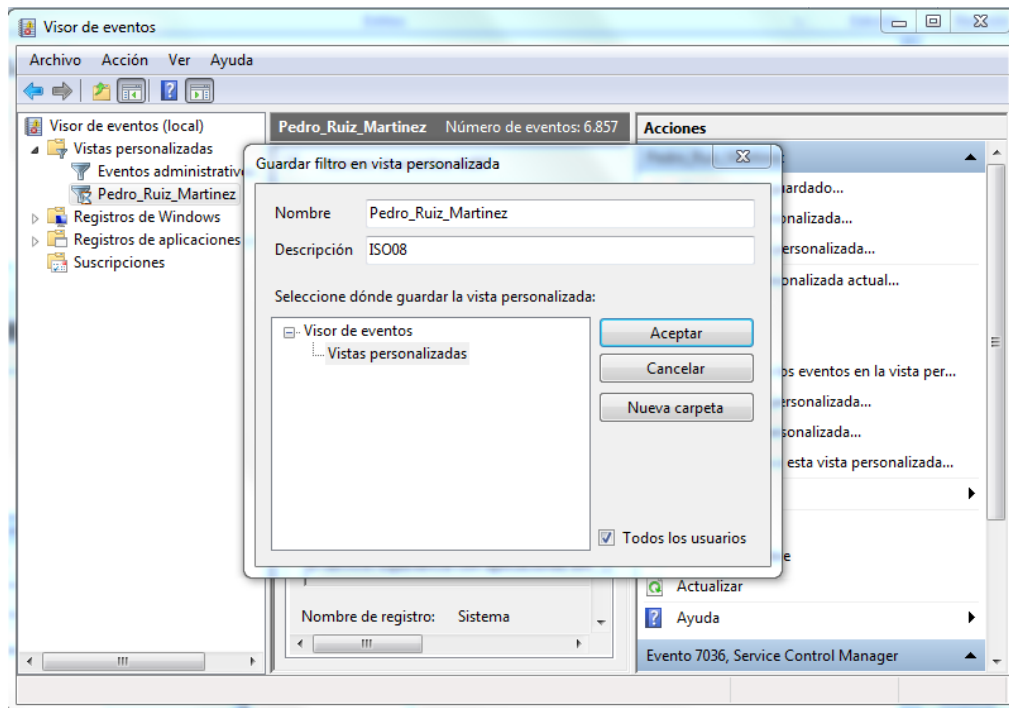 Visor de eventos
Archivo Acción Ver Ayuda
Visor de eventos (local)
Vistas personalizadas
Eventos administrativ
Pedro_Ruiz_Martinez
Registros de Windows
Registros de aplicaciones
Suscripciones
Pedro_Ruiz_Martinez Número de eventos: 6.857
Guardar filtro en vista personalizada
Nombre Pedro_Ruiz_Martinez
Descripción ISO08
Seleccione dónde guardar la vista personalizada:
Visor de eventos
Vistas personalizadas
Aceptar
Cancelar
Nueva carpeta
Todos los usuarios
Nombre de registro: Sistema
Acciones
uardado...
onalizada...
ersonalizada...
onalizada actual...
os eventos en la vista per...
ersonalizada...
sonalizada...
esta vista personalizada...
e
Actualizar
Ayuda
Evento 7036, Service Control Manager